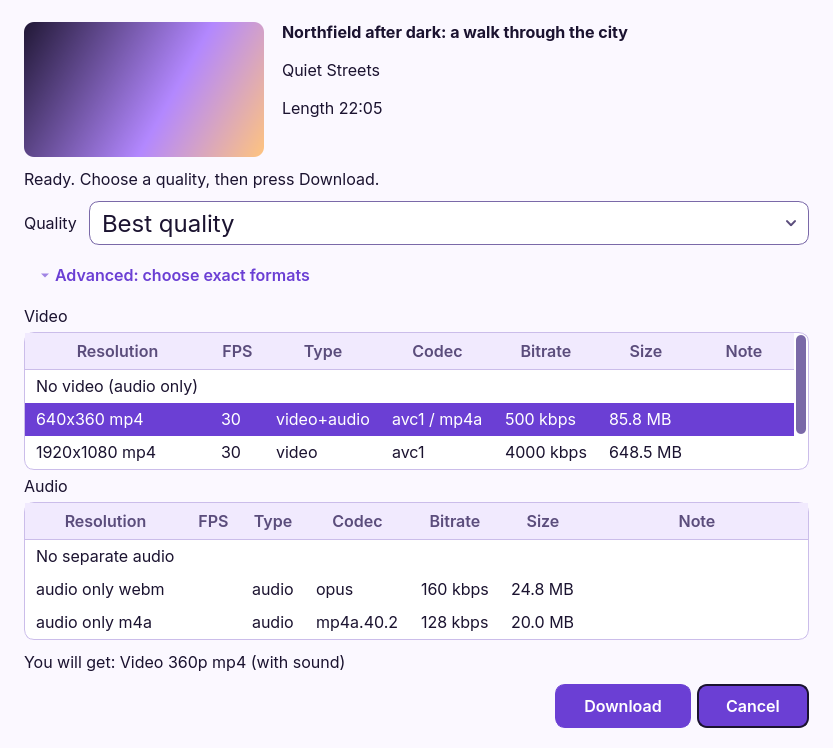 Northfield after dark: a walk through the city
Quiet Streets
Length 22:05
Ready. Choose a quality, then press Download.
Quality Best quality
Advanced: choose exact formats
Video
Resolution FPS Type Codec Bitrate Size Note
No video (audio only)
640x360 mp4 30 video+audio avc1 / mp4a 500 kbps 85.8 MB
1920x1080 mp4 30 video avc1 4000 kbps 648.5 MB
Audio
Resolution FPS Type Codec Bitrate Size Note
No separate audio
audio only webm audio opus 160 kbps 24.8 MB
audio only m4a audio mp4a.40.2 128 kbps 20.0 MB
You will get: Video 360p mp4 (with sound)
Download Cancel